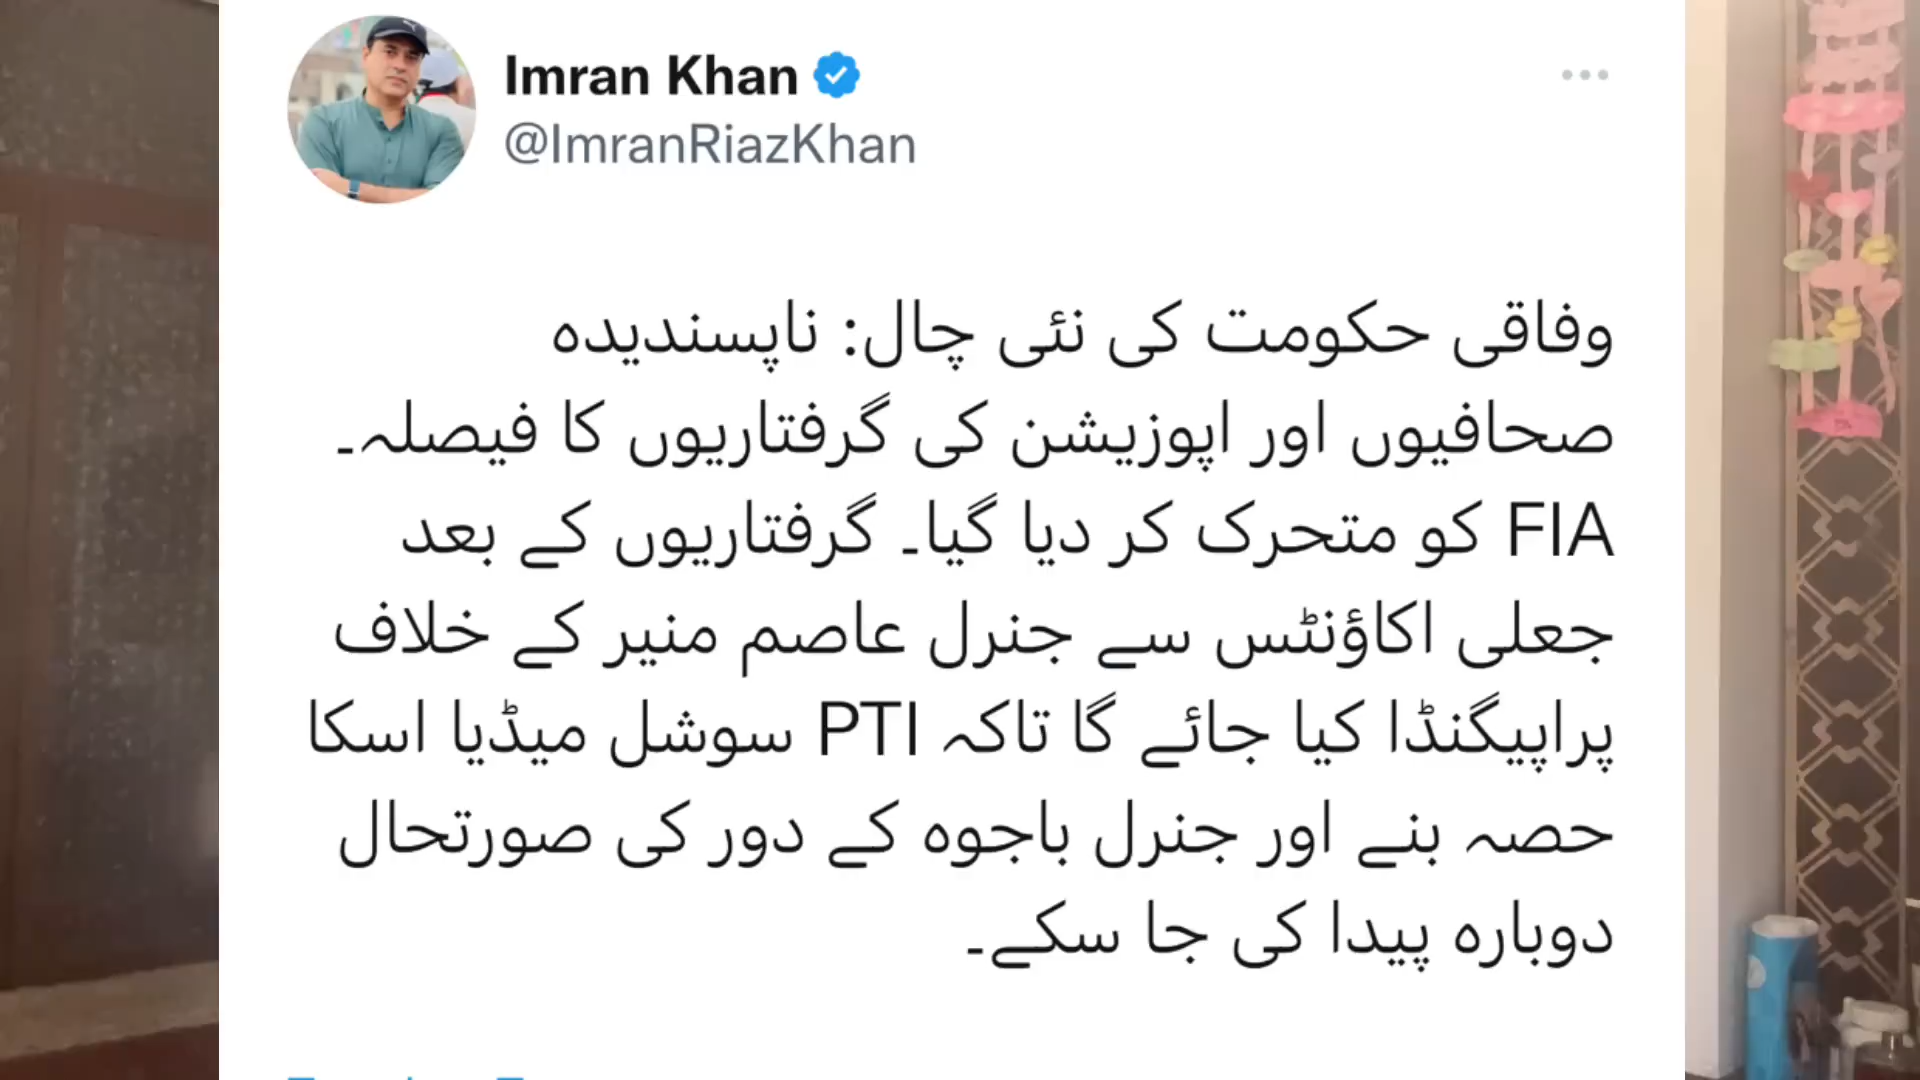 Imran Khan
@ImranRiazKhan
وفاقی حکومت کی نئی چال: ناپسندیدہ
صحافیوں اور اپوزیشن کی گرفتاریوں کا فیصلہ۔
FIA کو متحرک کر دیا گیا۔ گرفتاریوں کے بعد
جعلی اکاؤنٹس سے جنرل عاصم منیر کے خلاف
پراپیگنڈا کیا جائے گا تاکہ PTI سوشل میڈیا اسکا
حصہ بنے اور جنرل باجوہ کے دور کی صورتحال
دوبارہ پیدا کی جا سکے۔